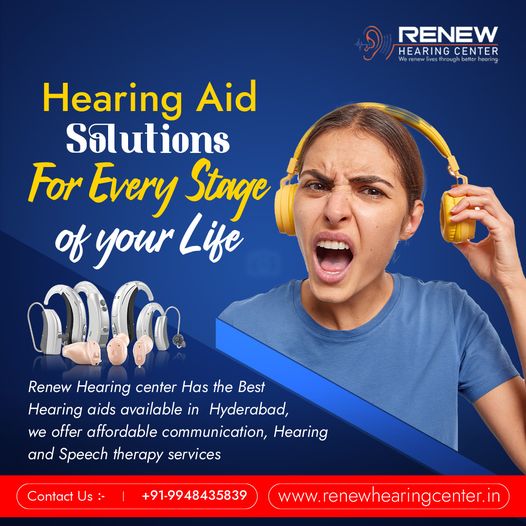 RENEW
HEARING CENTER
We renew lives through better hearing
Hearing Aid
Solutions
For Every Stage
of your Life
Renew Hearing center Has the Best
Hearing aids available in Hyderabad,
we offer affordable communication, Hearing
and Speech therapy services
Contact Us :- | +91-9948435839
www.renewhearingcenter.in